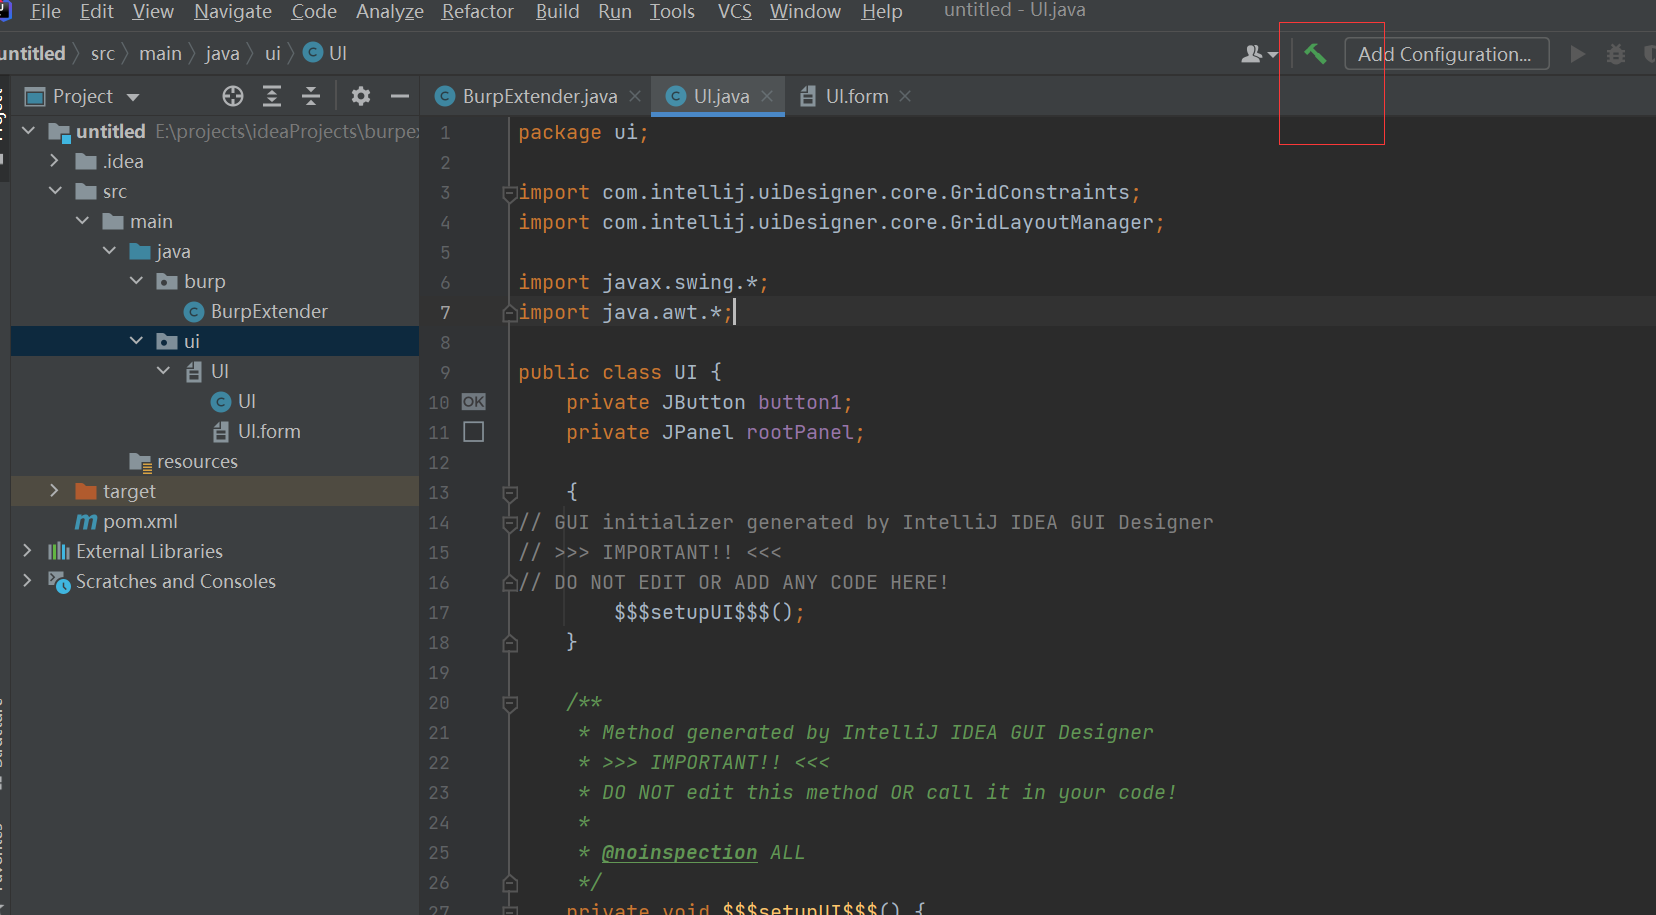 File Edit View Navigate Code Analyze Refactor Build Run Tools VCS Window Help untitled - UI.java
untitled src main java ui UI
Add Configuration...
Project
BurpExtender.java UI.java UI.form
untitled E:\projects\ideaProjects\burpex
.idea
src
main
java
burp
BurpExtender
ui
UI
UI
UI.form
resources
target
pom.xml
External Libraries
Scratches and Consoles
1 package ui;
2
3 import com.intellij.uiDesigner.core.GridConstraints;
4 import com.intellij.uiDesigner.core.GridLayoutManager;
5
6 import javax.swing.*;
7 import java.awt.*;
8
9 public class UI {
10 OK private JButton button1;
11 private JPanel rootPanel;
12
13 {
14 // GUI initializer generated by IntelliJ IDEA GUI Designer
15 // >>> IMPORTANT!! <<<
16 // DO NOT EDIT OR ADD ANY CODE HERE!
17 $$$setupUI$$$();
18 }
19
20 /**
21 * Method generated by IntelliJ IDEA GUI Designer
22 * >>> IMPORTANT!! <<<
23 * DO NOT edit this method OR call it in your code!
24 *
25 * @noinspection ALL
26 */
27 private void $$$setupUI$$$() {